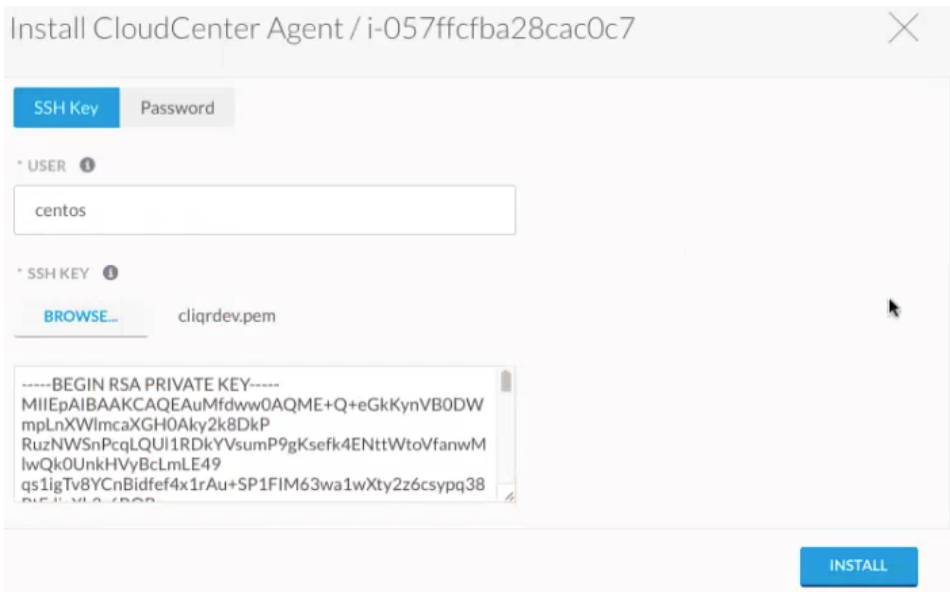 Install CloudCenter Agent / i-057ffcfba28cac0c7
SSH Key Password
* USER
centos
* SSH KEY
BROWSE... cliqrdev.pem
-----BEGIN RSA PRIVATE KEY-----
MIIEpAIBAAKCAQEAuMfdww0AQME+Q+eGkKynVB0DW
mpLnXWlmcaXGH0Aky2k8DkP
RuzNWSnPcqLQUl1RDkYVsumP9gKsefk4ENttWtoVfanwM
lwQk0UnkHVyBcLmLE49
qs1igTv8YCnBidfef4x1rAu+SP1FIM63wa1wXty2z6csypq38
INSTALL